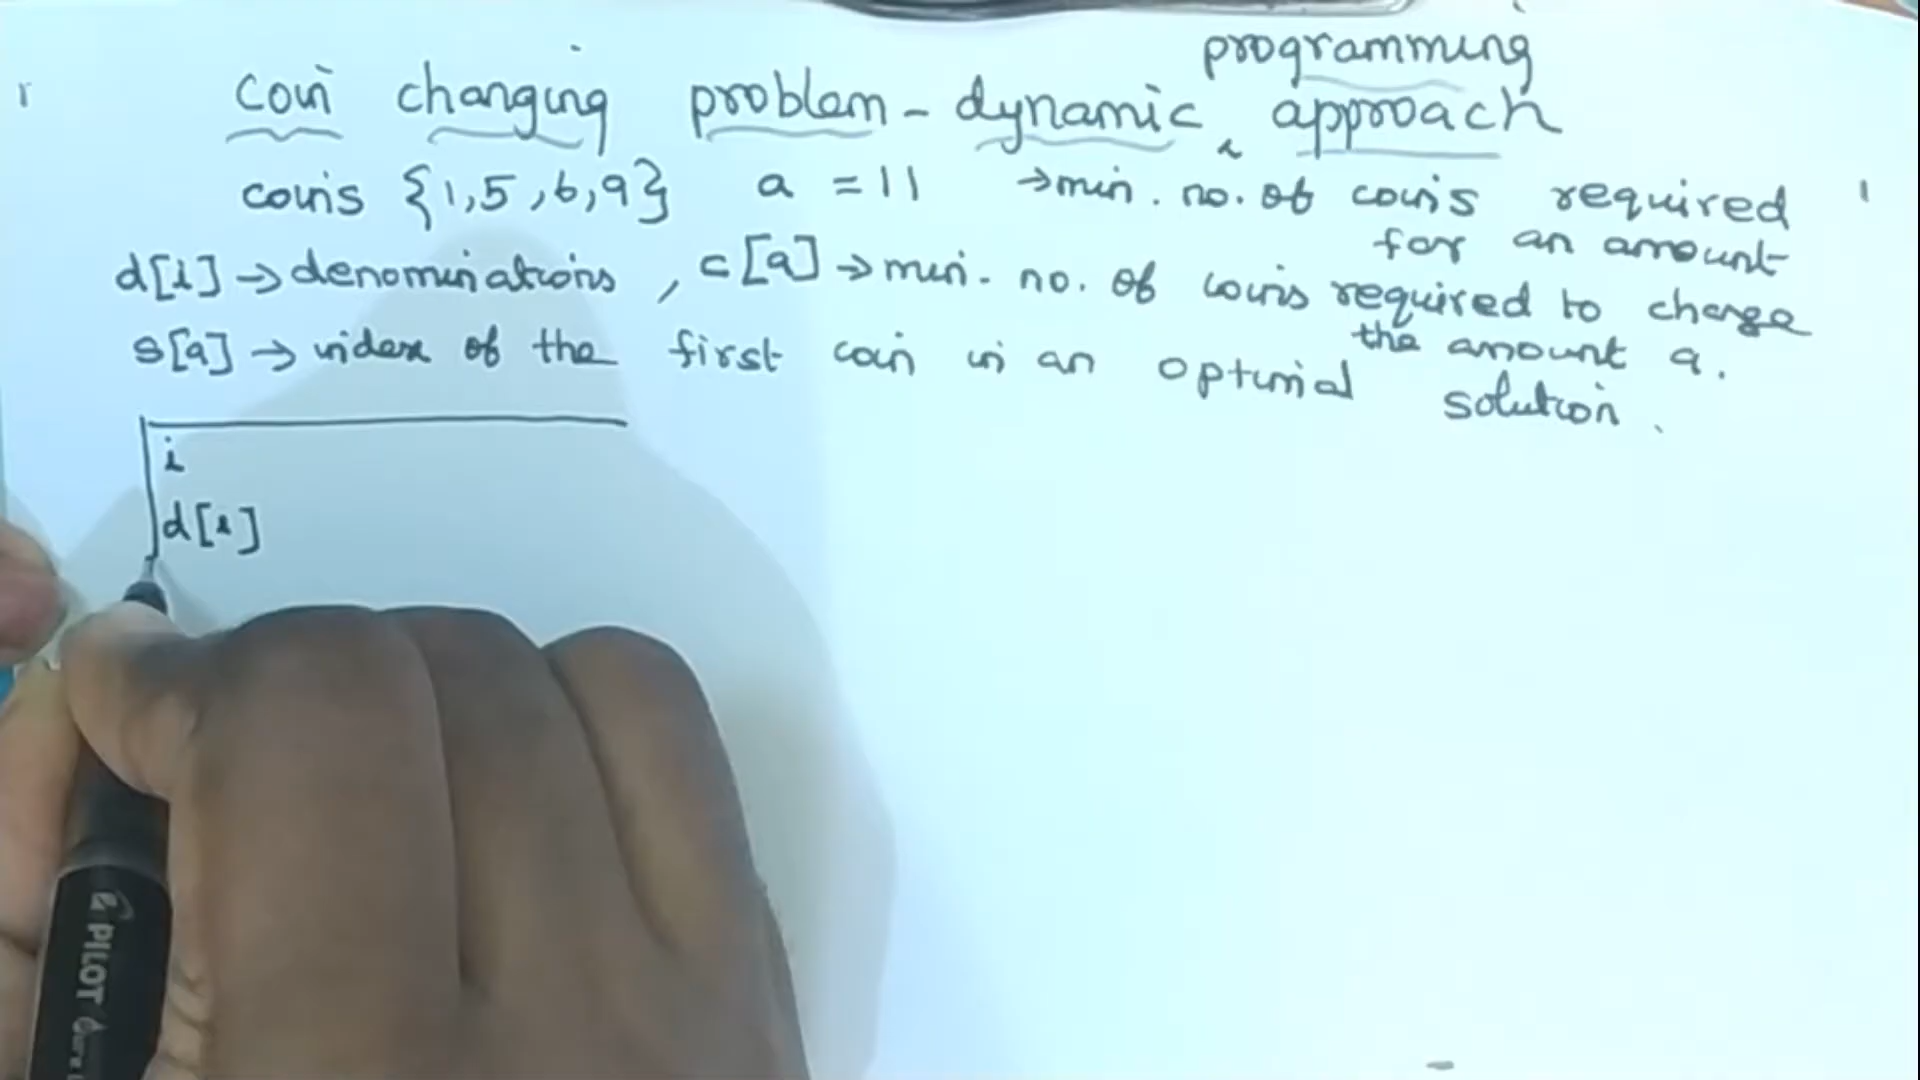 programming
coin changing problem - dynamic approach
coins {1,5,6,9} a = 11 → min. no. of coins required
for an amount
d[i] → denominations, c[a] → min. no. of coins required to change
the amount a.
s[a] → index of the first coin in an optimal solution.
i
d[i]
PILOT